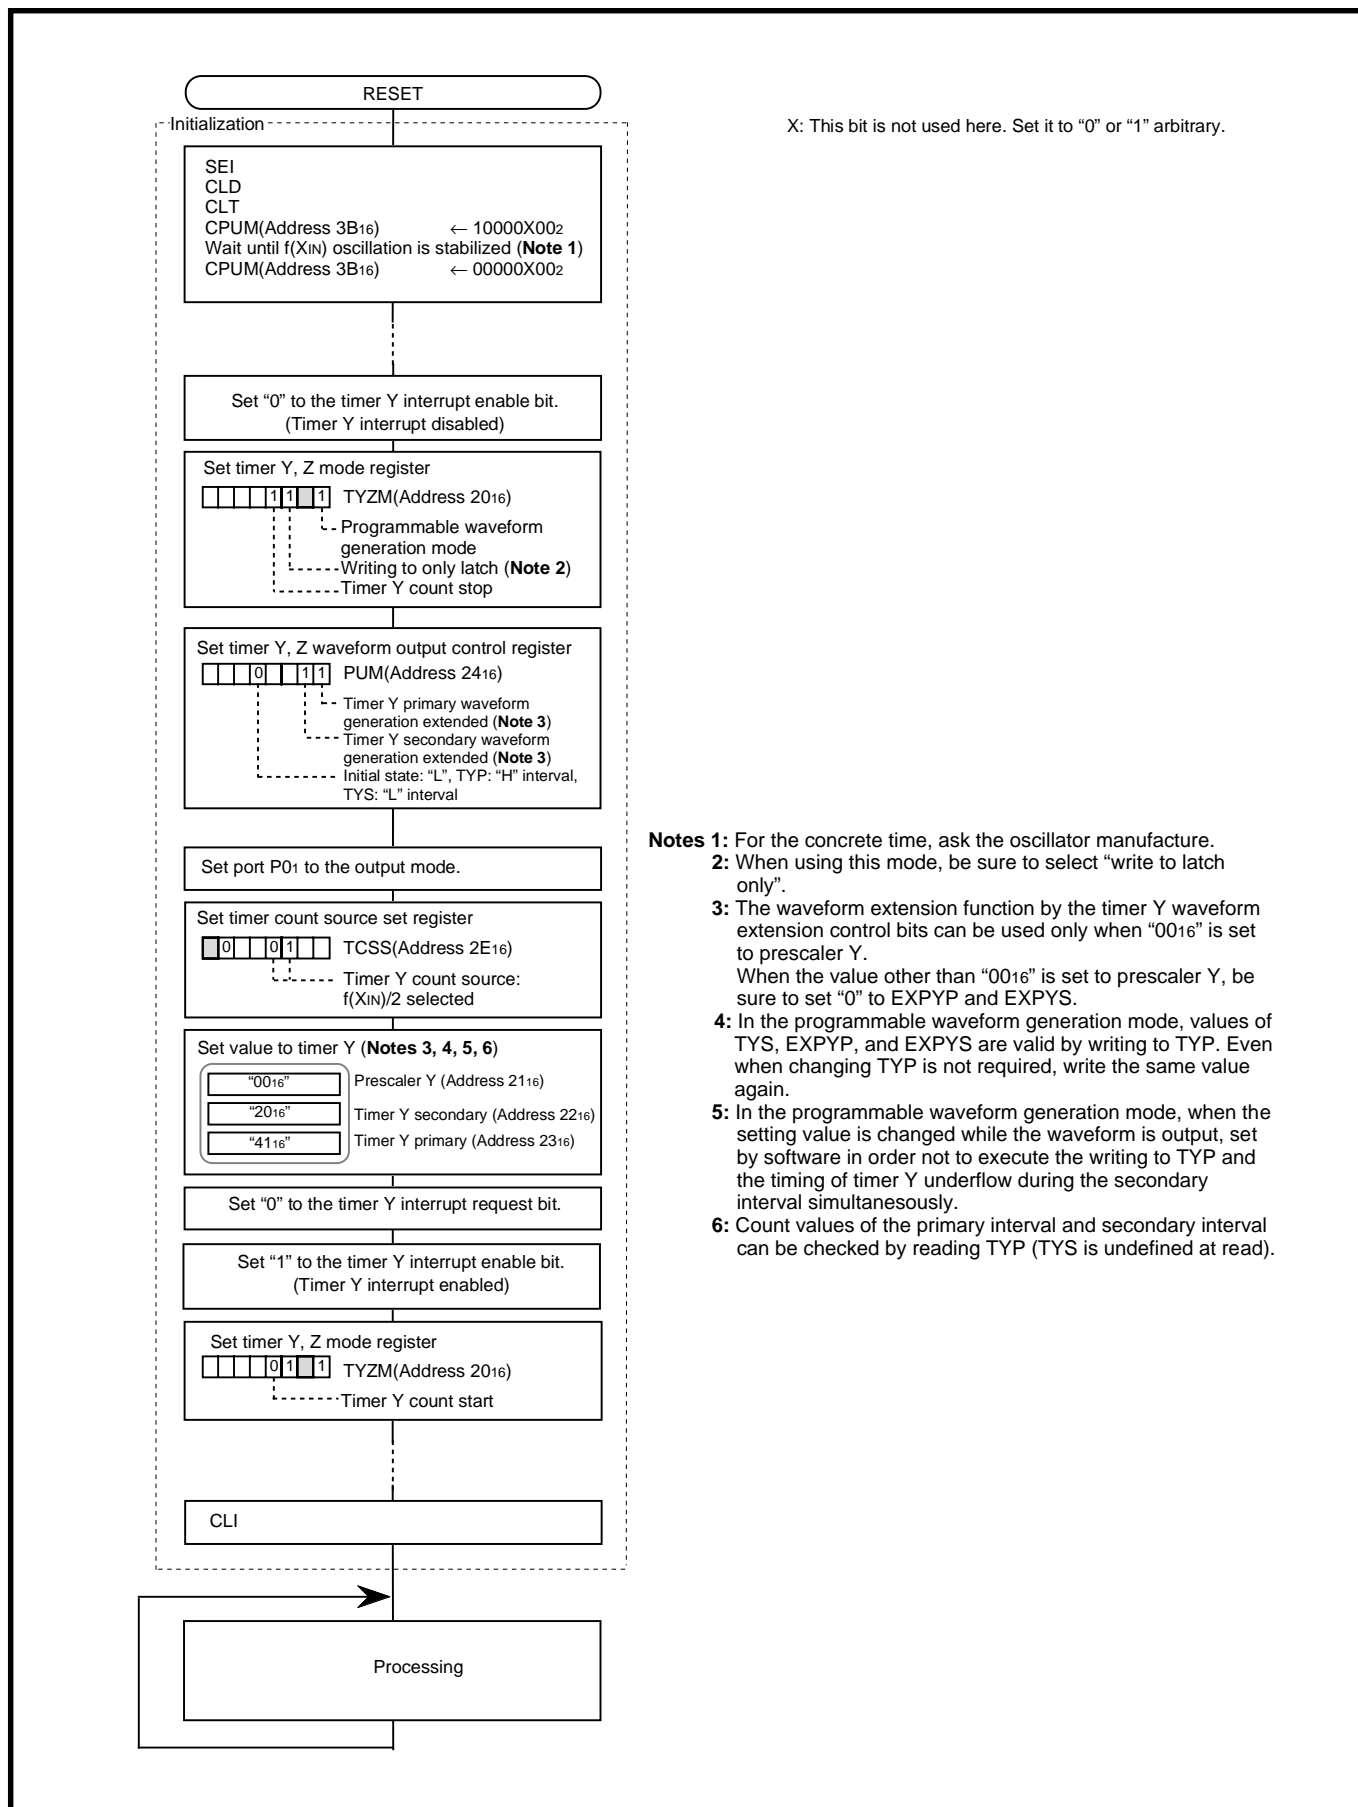 RESET
Initialization
X: This bit is not used here. Set it to “0” or “1” arbitrary.
SEI
CLD
CLT
CPUM(Address 3B16) ← 10000X002
Wait until f(XIN) oscillation is stabilized (Note 1)
CPUM(Address 3B16) ← 00000X002
Set “0” to the timer Y interrupt enable bit.
(Timer Y interrupt disabled)
Set timer Y, Z mode register
1 1 1 TYZM(Address 2016)
Programmable waveform
generation mode
Writing to only latch (Note 2)
Timer Y count stop
Set timer Y, Z waveform output control register
0 1 1 PUM(Address 2416)
Timer Y primary waveform
generation extended (Note 3)
Timer Y secondary waveform
generation extended (Note 3)
Initial state: “L”, TYP: “H” interval,
TYS: “L” interval
Set port P01 to the output mode.
Set timer count source set register
0 0 1 TCSS(Address 2E16)
Timer Y count source:
f(XIN)/2 selected
Set value to timer Y (Notes 3, 4, 5, 6)
“0016” Prescaler Y (Address 2116)
“2016” Timer Y secondary (Address 2216)
“4116” Timer Y primary (Address 2316)
Set “0” to the timer Y interrupt request bit.
Set “1” to the timer Y interrupt enable bit.
(Timer Y interrupt enabled)
Set timer Y, Z mode register
0 1 1 TYZM(Address 2016)
Timer Y count start
CLI
Processing
Notes 1: For the concrete time, ask the oscillator manufacture.
2: When using this mode, be sure to select “write to latch
only”.
3: The waveform extension function by the timer Y waveform
extension control bits can be used only when “0016” is set
to prescaler Y.
When the value other than “0016” is set to prescaler Y, be
sure to set “0” to EXPYP and EXPYS.
4: In the programmable waveform generation mode, values of
TYS, EXPYP, and EXPYS are valid by writing to TYP. Even
when changing TYP is not required, write the same value
again.
5: In the programmable waveform generation mode, when the
setting value is changed while the waveform is output, set
by software in order not to execute the writing to TYP and
the timing of timer Y underflow during the secondary
interval simultanesously.
6: Count values of the primary interval and secondary interval
can be checked by reading TYP (TYS is undefined at read).